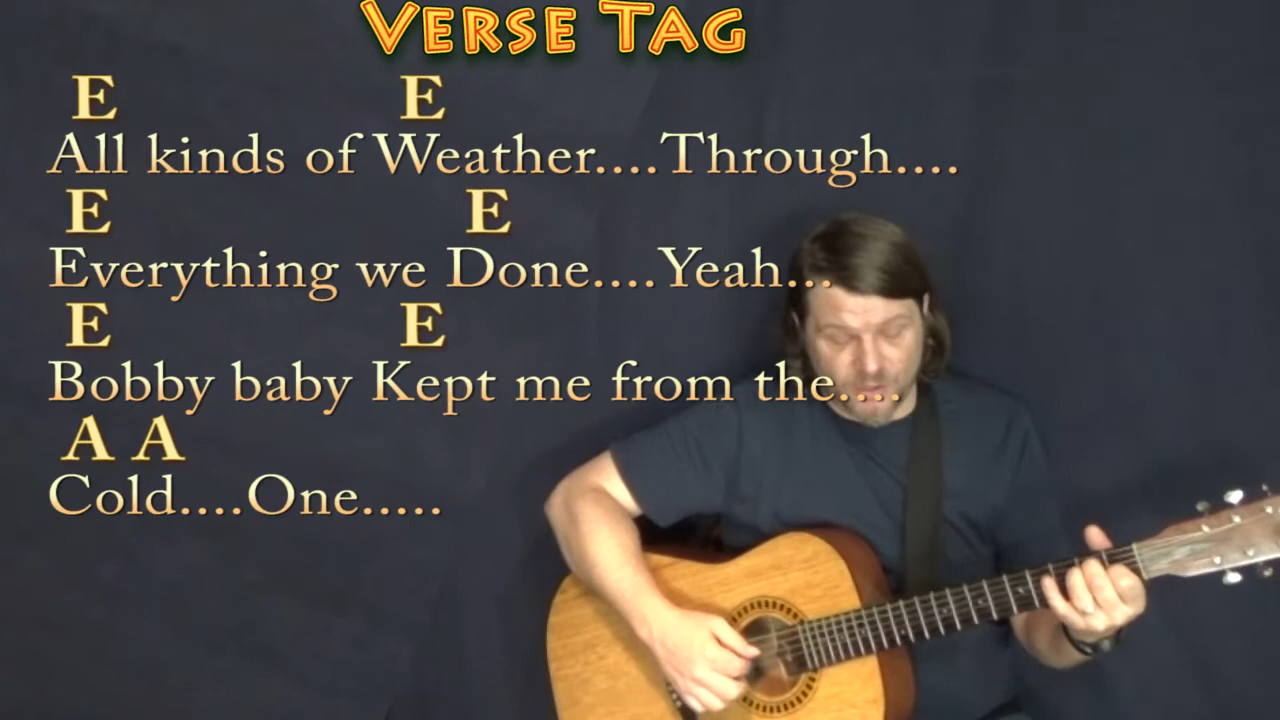 Verse Tag
E E
All kinds of Weather....Through....
E E
Everything we Done....Yeah...
E E
Bobby baby Kept me from the....
A A
Cold....One.....